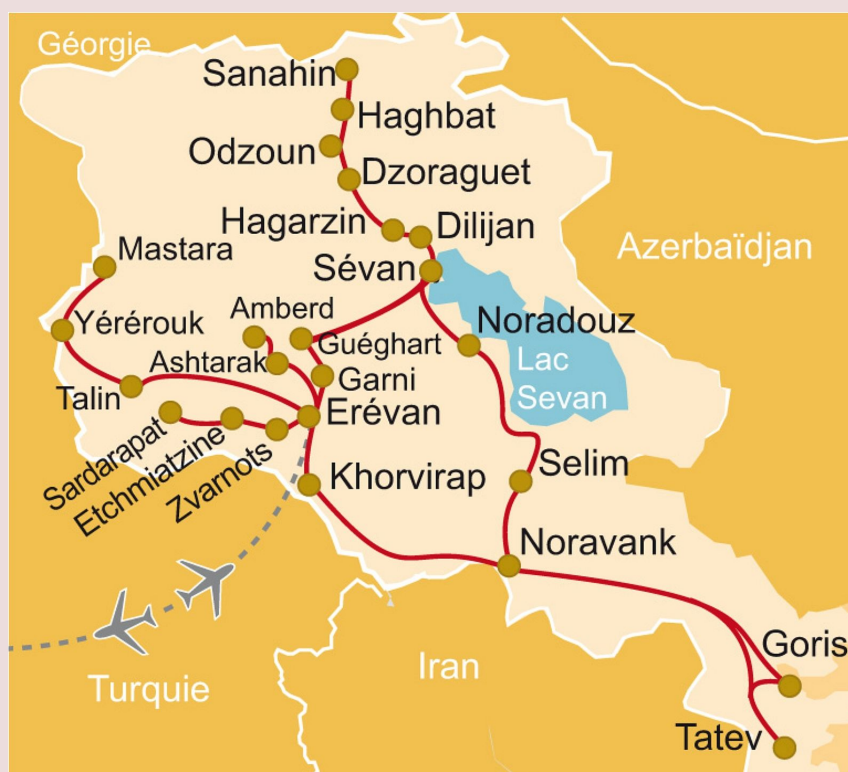 Géorgie
Sanahin
Haghbat
Odzoun
Dzoraguet
Hagarzin
Dilijan
Mastara
Sévan
Azerbaïdjan
Amberd
Yérérouk
Noradouz
Guéghart
Ashtarak
Lac
Sevan
Garni
Talin
Erévan
Sardarapat
Etchmiatzine
Zvarnots
Khorvirap
Selim
Noravank
Goris
Iran
Turquie
Tatev